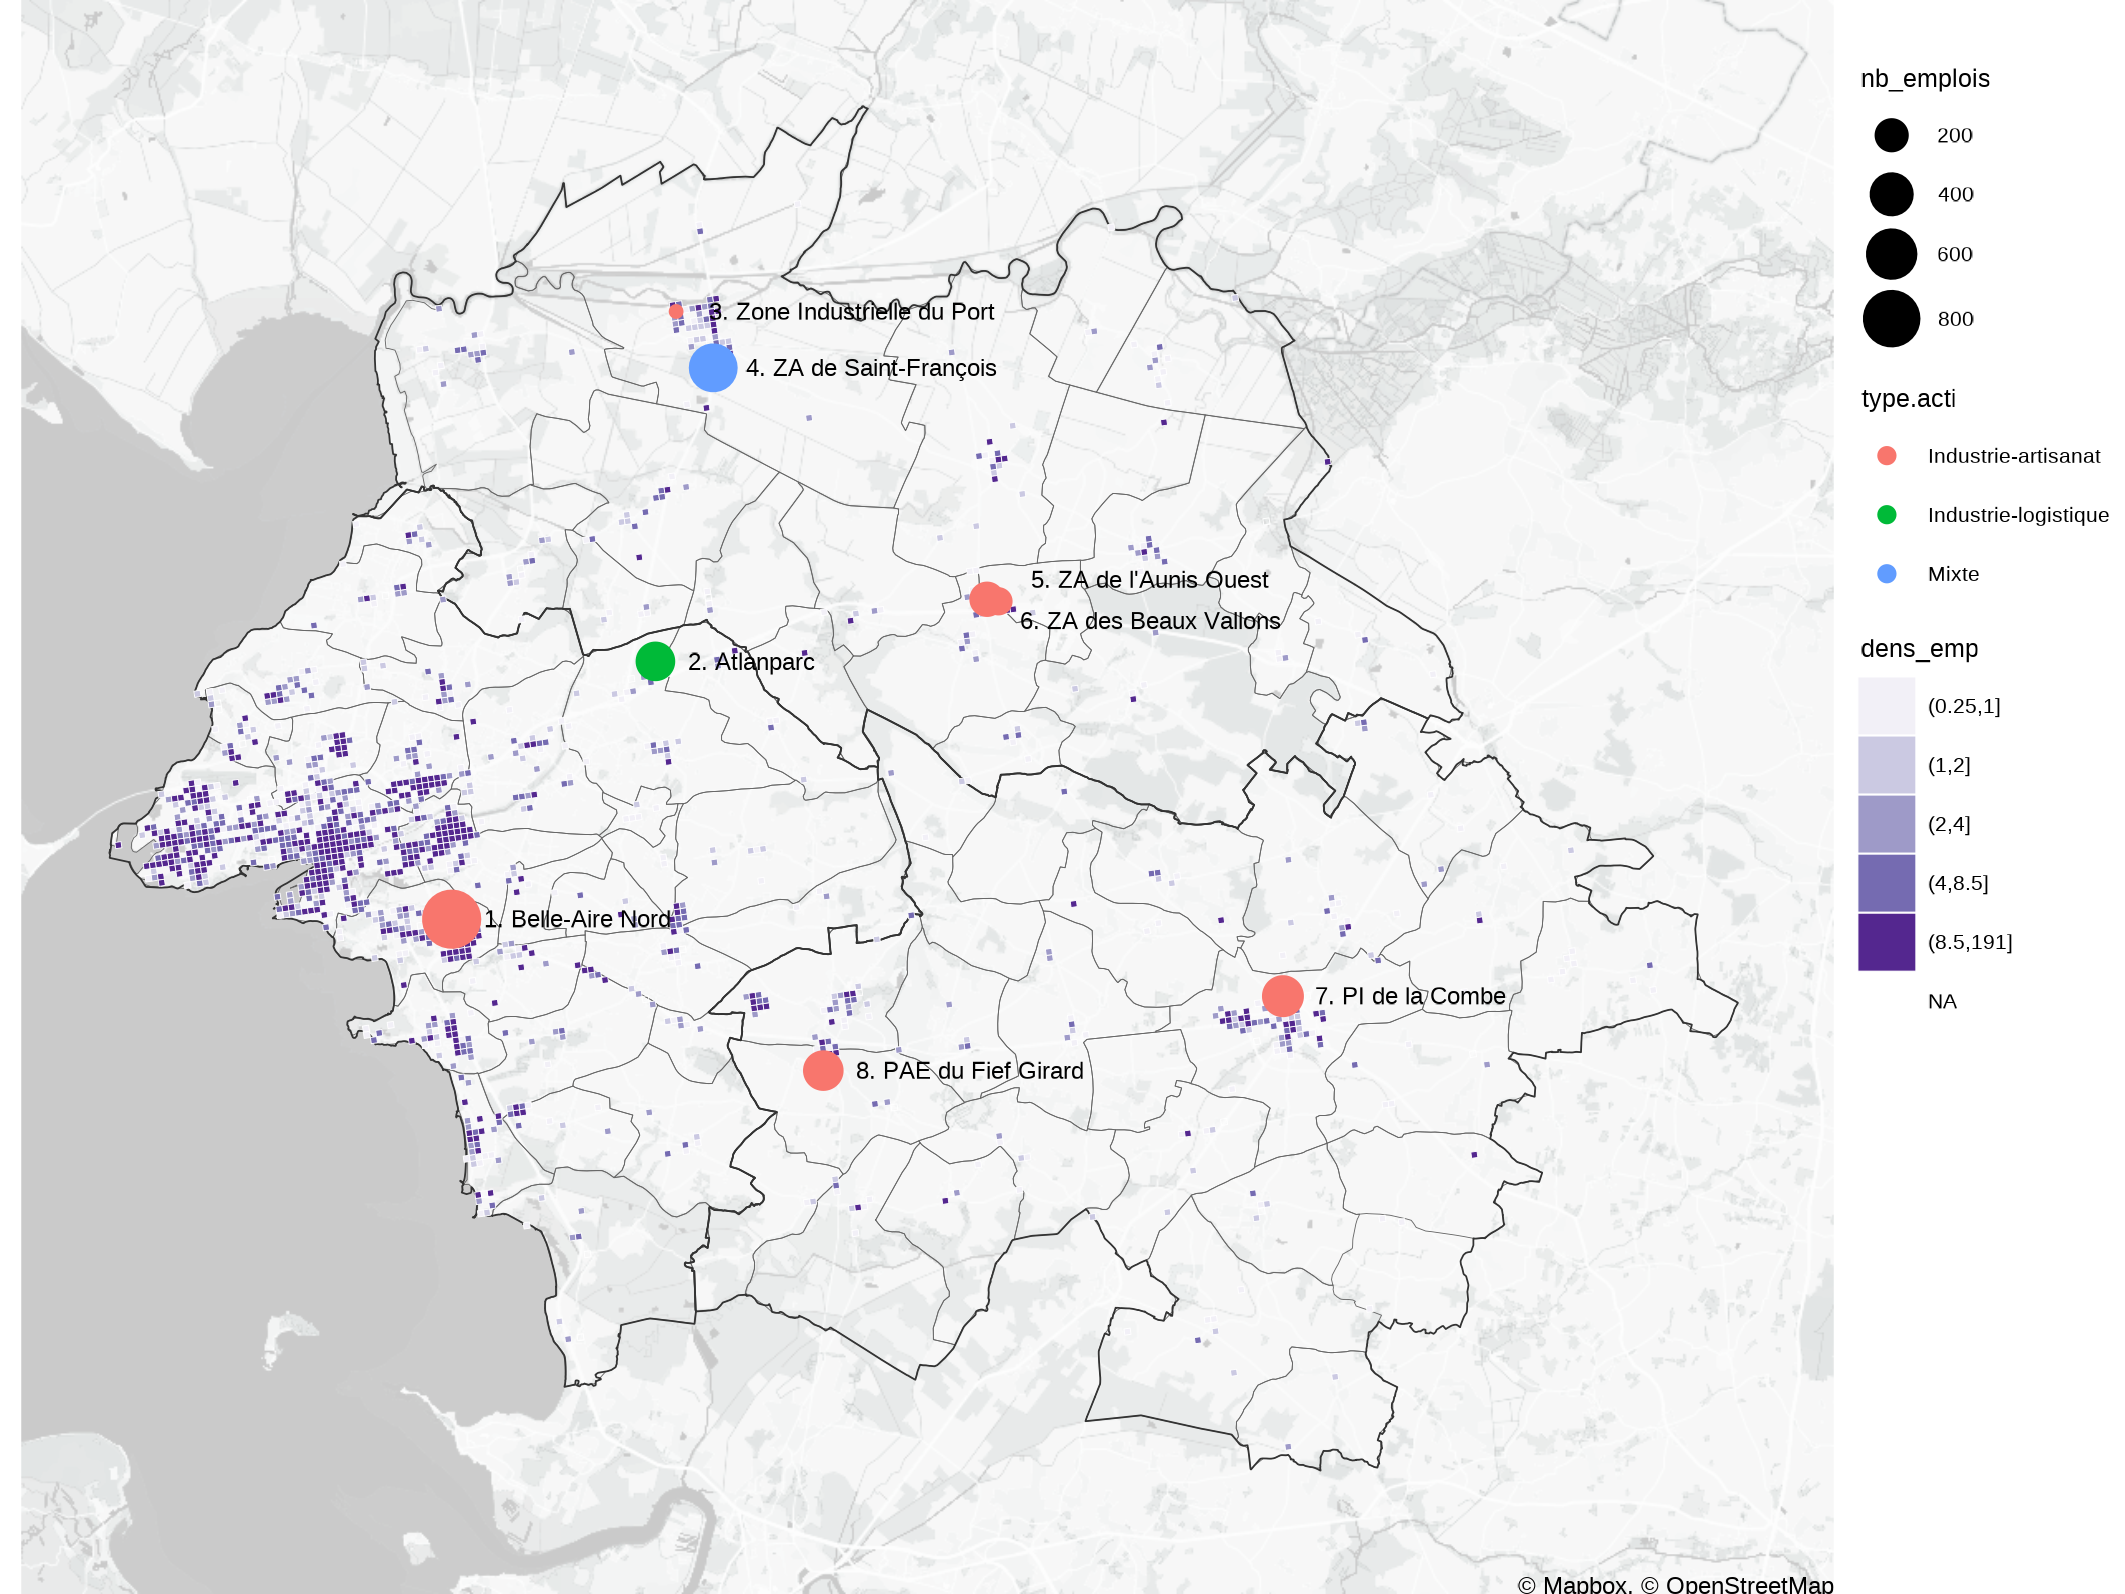 3. Zone Industrielle du Port
4. ZA de Saint-François
5. ZA de l'Aunis Ouest
6. ZA des Beaux Vallons
2. Atlanparc
1. Belle-Aire Nord
7. PI de la Combe
8. PAE du Fief Girard
© Mapbox, © OpenStreetMap
nb_emplois
200
400
600
800
type.acti
Industrie-artisanat
Industrie-logistique
Mixte
dens_emp
(0.25,1]
(1,2]
(2,4]
(4,8.5]
(8.5,191]
NA